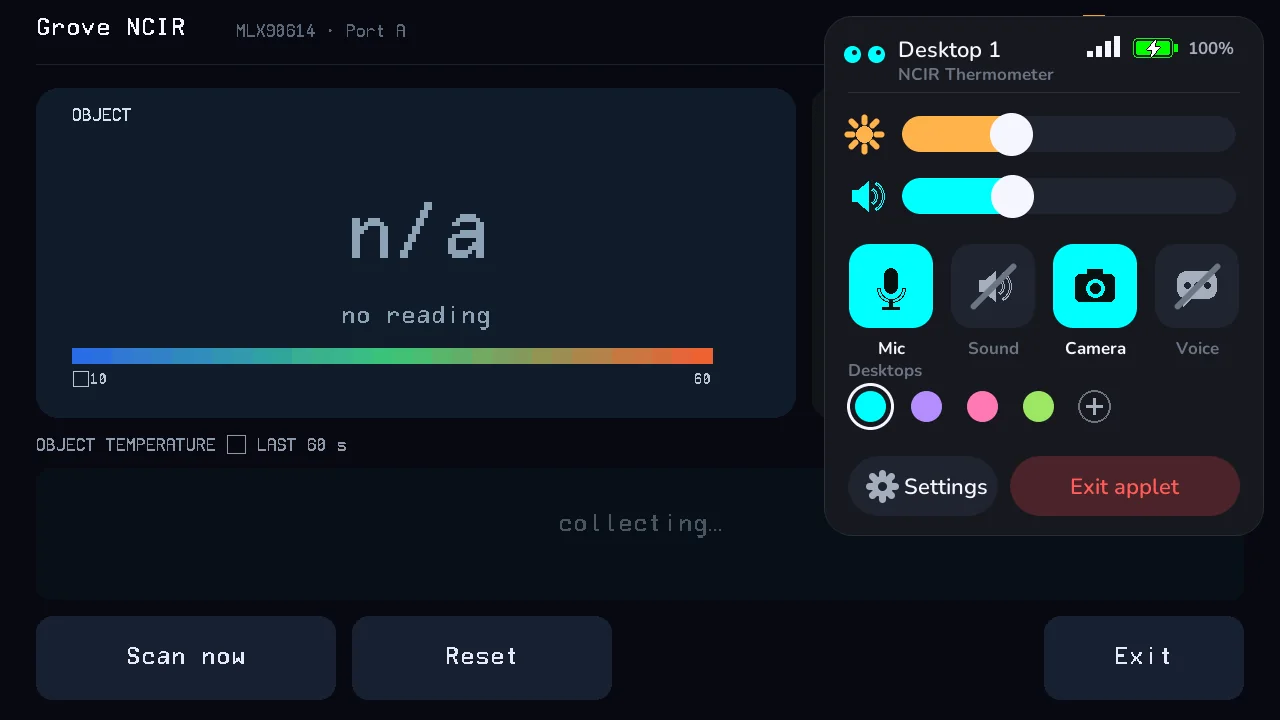 Grove NCIR
MLX90614 · Port A
OBJECT
n/a
no reading
10
60
OBJECT TEMPERATURE LAST 60 s
collecting…
Scan now
Reset
Exit
Desktop 1
100%
NCIR Thermometer
Mic
Sound
Camera
Voice
Desktops
Settings
Exit applet